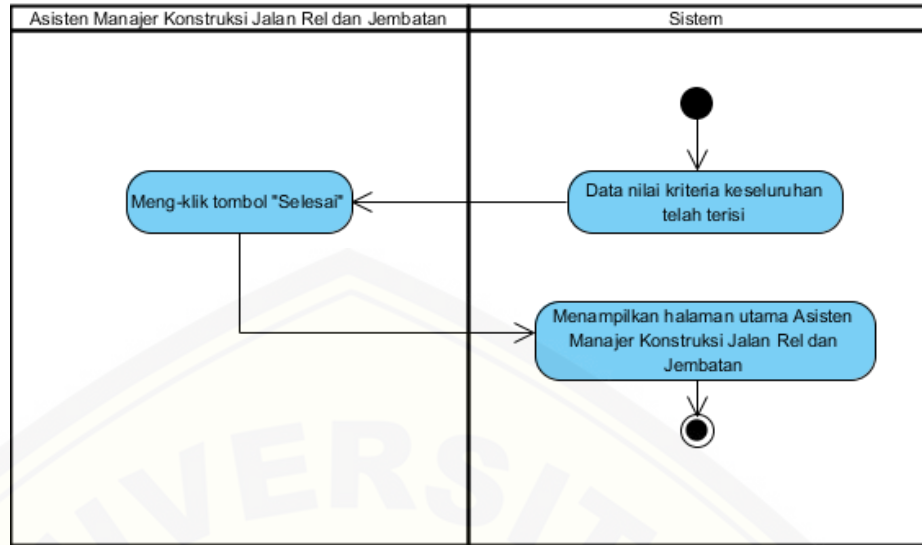 Asisten Manajer Konstruksi Jalan Rel dan Jembatan
Sistem
Data nilai kriteria keseluruhan
telah terisi
Meng-klik tombol "Selesai"
Menampilkan halaman utama Asisten
Manajer Konstruksi Jalan Rel dan
Jembatan
IVERSIT